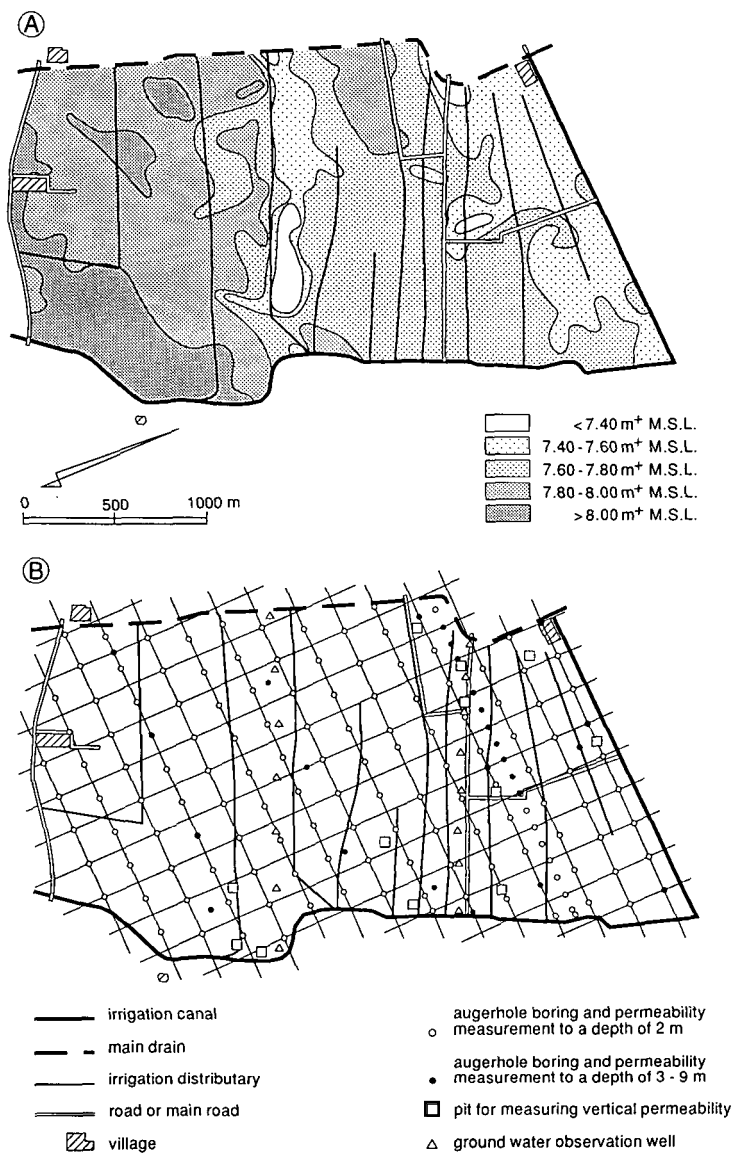 A
< 7.40 m+ M.S.L.
7.40 - 7.60 m+ M.S.L.
7.60 - 7.80 m+ M.S.L.
7.80 - 8.00 m+ M.S.L.
> 8.00 m+ M.S.L.
0 500 1000 m
B
irrigation canal
main drain
irrigation distributary
road or main road
village
augerhole boring and permeability
measurement to a depth of 2 m
augerhole boring and permeability
measurement to a depth of 3 - 9 m
pit for measuring vertical permeability
ground water observation well